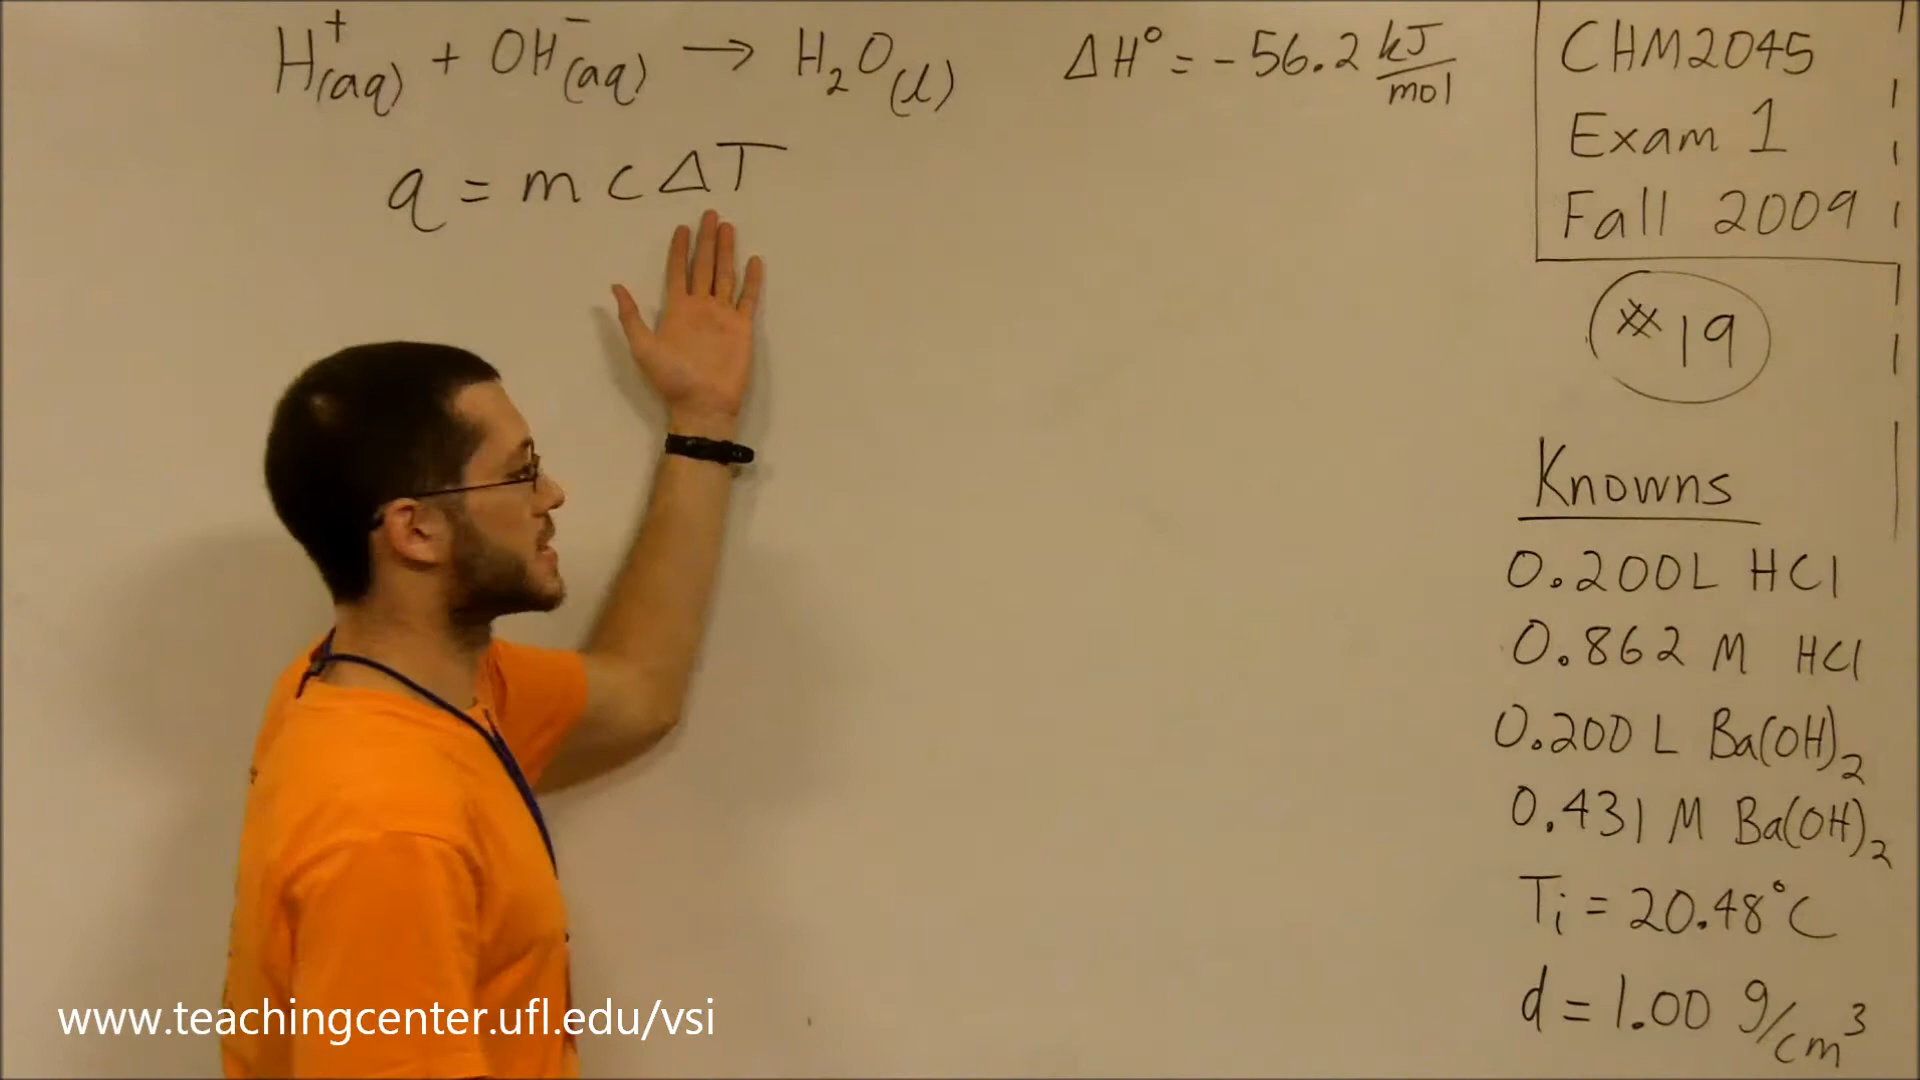 H⁺(aq) + OH⁻(aq) → H₂O(l) ΔH° = -56.2 kJ/mol
q = m c ΔT
CHM2045
Exam 1
Fall 2009
#19
Knowns
0.200L HCl
0.862 M HCl
0.200 L Ba(OH)₂
0.431 M Ba(OH)₂
Tᵢ = 20.48°C
d = 1.00 g/cm³
www.teachingcenter.ufl.edu/vsi